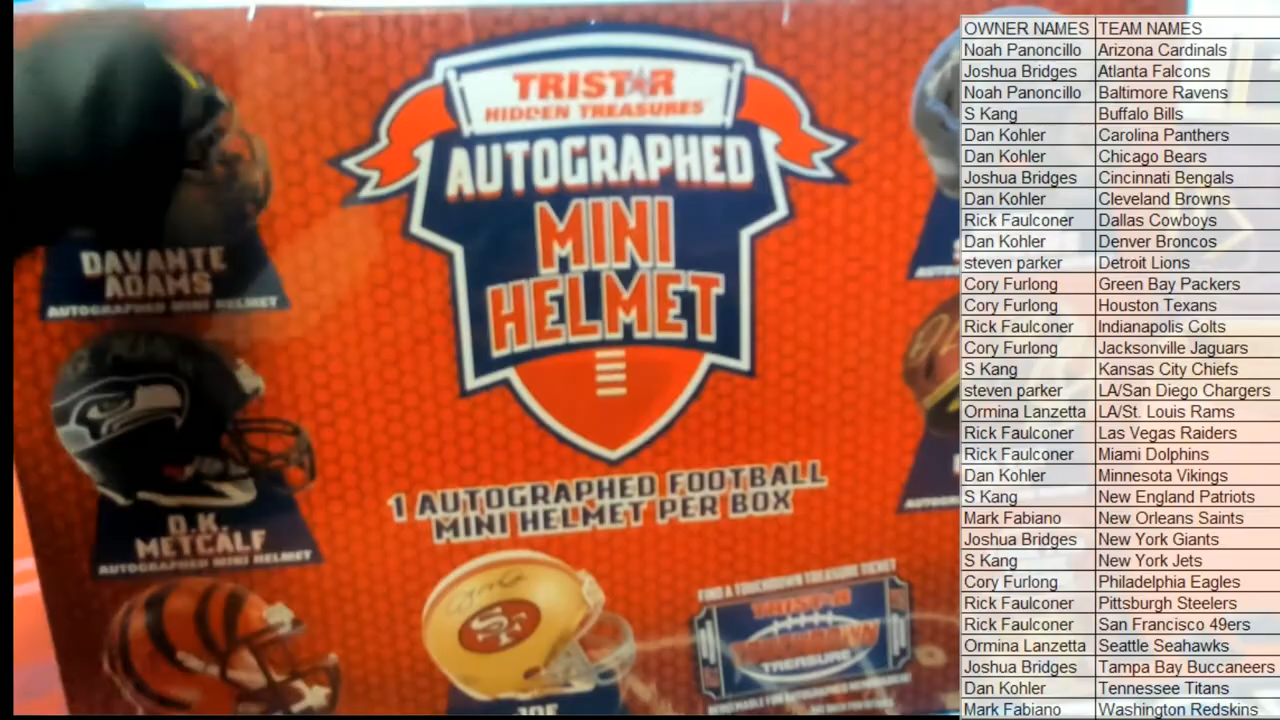 TRISTAR
HIDDEN TREASURES
AUTOGRAPHED
MINI
HELMET
DAVANTE
ADAMS
AUTOGRAPHED MINI HELMET
D.K.
METCALF
AUTOGRAPHED MINI HELMET
1 AUTOGRAPHED FOOTBALL
MINI HELMET PER BOX
SF
JOE
FIND A TOUCHDOWN TREASURE TICKET
TRISTAR
TOUCHDOWN
TREASURE
OWNER NAMES TEAM NAMES
Noah Panoncillo Arizona Cardinals
Joshua Bridges Atlanta Falcons
Noah Panoncillo Baltimore Ravens
S Kang Buffalo Bills
Dan Kohler Carolina Panthers
Dan Kohler Chicago Bears
Joshua Bridges Cincinnati Bengals
Dan Kohler Cleveland Browns
Rick Faulconer Dallas Cowboys
Dan Kohler Denver Broncos
steven parker Detroit Lions
Cory Furlong Green Bay Packers
Cory Furlong Houston Texans
Rick Faulconer Indianapolis Colts
Cory Furlong Jacksonville Jaguars
S Kang Kansas City Chiefs
steven parker LA/San Diego Chargers
Ormina Lanzetta LA/St. Louis Rams
Rick Faulconer Las Vegas Raiders
Rick Faulconer Miami Dolphins
Dan Kohler Minnesota Vikings
S Kang New England Patriots
Mark Fabiano New Orleans Saints
Joshua Bridges New York Giants
S Kang New York Jets
Cory Furlong Philadelphia Eagles
Rick Faulconer Pittsburgh Steelers
Rick Faulconer San Francisco 49ers
Ormina Lanzetta Seattle Seahawks
Joshua Bridges Tampa Bay Buccaneers
Dan Kohler Tennessee Titans
Mark Fabiano Washington Redskins